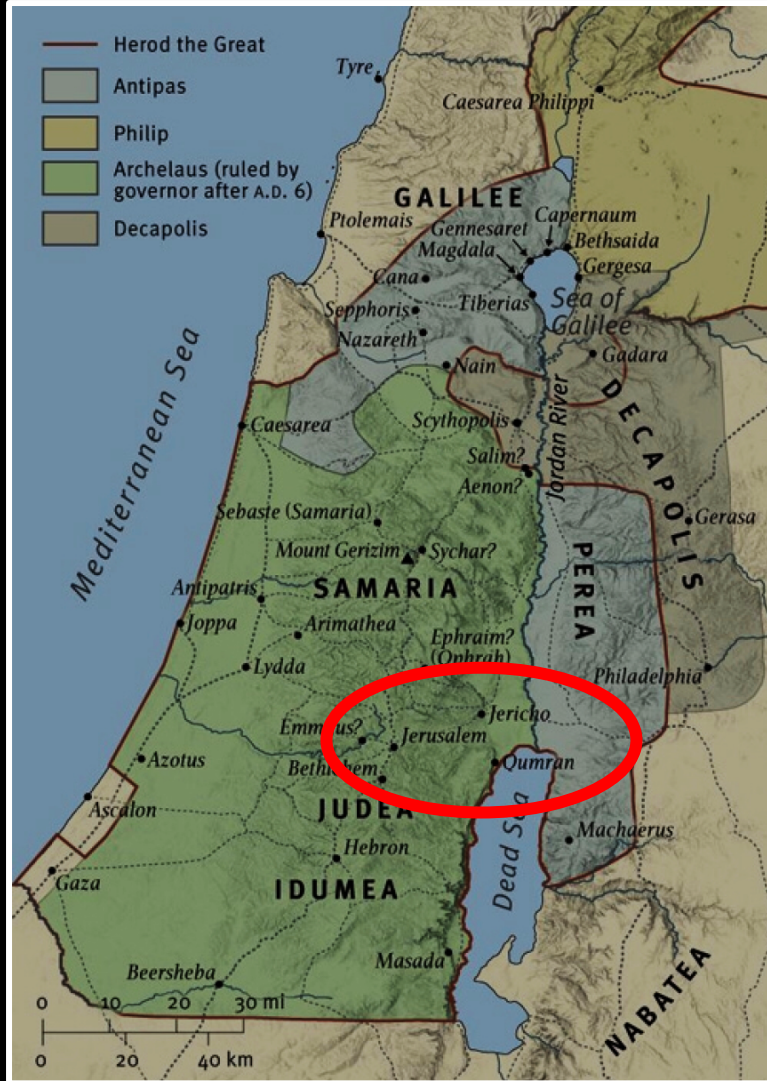 Herod the Great
Antipas
Philip
Archelaus (ruled by
governor after A.D. 6)
Decapolis
Tyre
Caesarea Philippi
GALILEE
Ptolemais
Capernaum
Gennesaret
Magdala
Bethsaida
Gergesa
Cana
Tiberias
Sea of
Galilee
Sepphoris
Nazareth
Nain
Gadara
Mediterranean Sea
Caesarea
Scythopolis
Jordan River
DECAPOLIS
Salim?
Aenon?
Sebaste (Samaria)
Gerasa
Mount Gerizim
Sychar?
PEREA
SAMARIA
Antipatris
Joppa
Arimathea
Ephraim?
(Ophrah)
Lydda
Philadelphia
Jericho
Emmaus?
Jerusalem
Azotus
Bethlehem
Qumran
Ascalon
JUDEA
Machaerus
Hebron
Dead Sea
Gaza
IDUMEA
Masada
Beersheba
NABATEA
0 10 20 30 mi
0 20 40 km